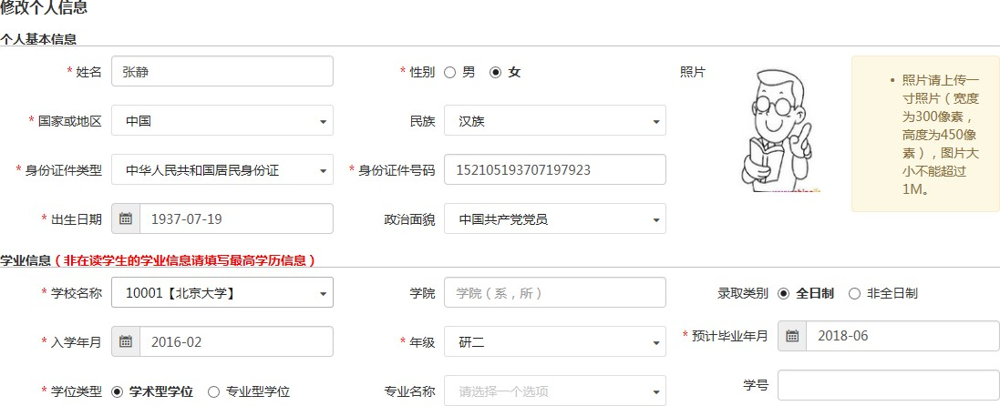 修改个人信息
个人基本信息
* 姓名 张静 * 性别 男 女 照片
照片请上传一寸照片（宽度为300像素，高度为450像素），图片大小不能超过1M。
* 国家或地区 中国 民族 汉族
* 身份证件类型 中华人民共和国居民身份证 * 身份证件号码 152105193707197923
* 出生日期 1937-07-19 政治面貌 中国共产党党员
学业信息（非在读学生的学业信息请填写最高学历信息）
* 学校名称 10001【北京大学】 学院 学院（系，所） 录取类别 全日制 非全日制
* 入学年月 2016-02 * 年级 研二 * 预计毕业年月 2018-06
* 学位类型 学术型学位 专业型学位 专业名称 请选择一个选项 学号